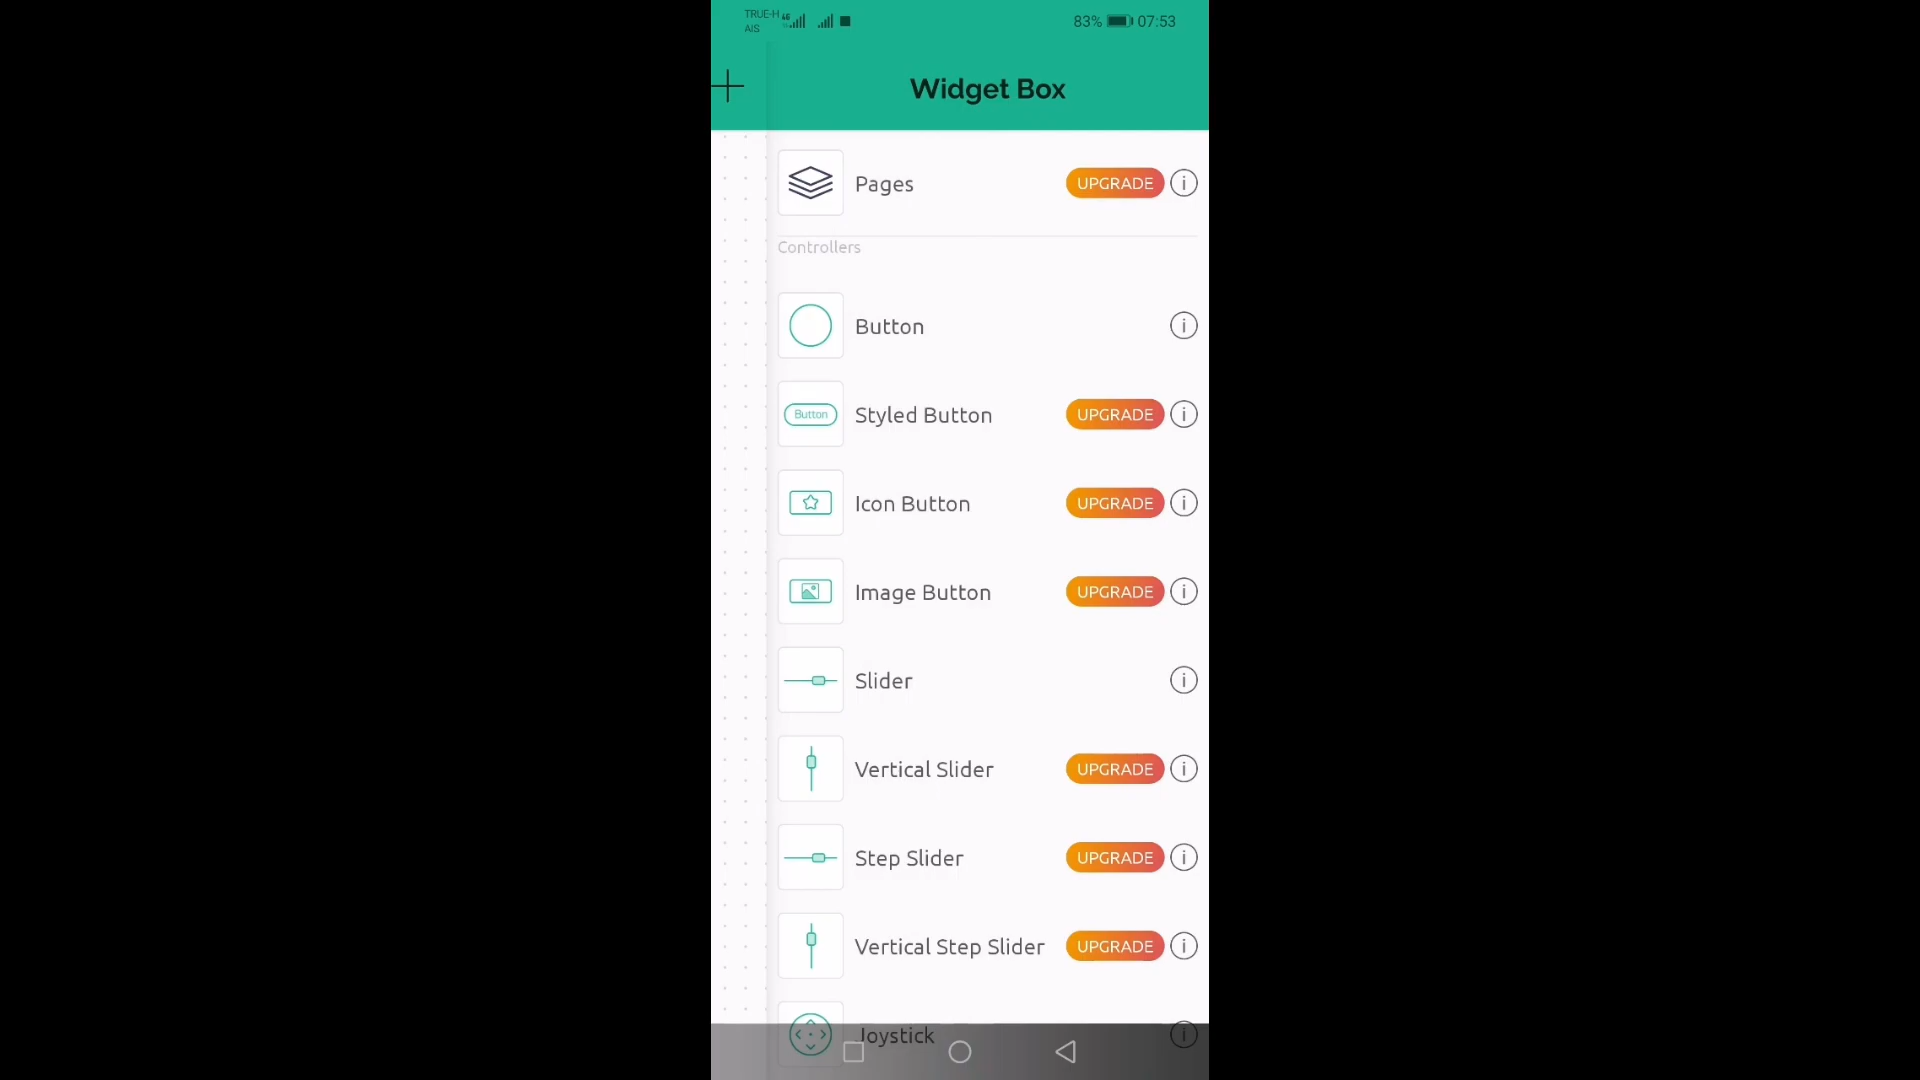 TRUE-H 4G
AIS
83% 07:53
Widget Box
Pages UPGRADE i
Controllers
Button i
Button Styled Button UPGRADE i
Icon Button UPGRADE i
Image Button UPGRADE i
Slider i
Vertical Slider UPGRADE i
Step Slider UPGRADE i
Vertical Step Slider UPGRADE i
Joystick i